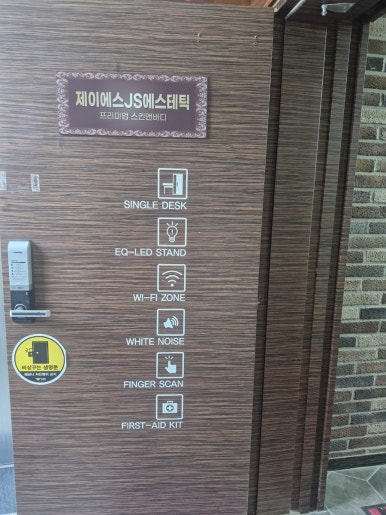 제이에스JS에스테틱
프리미엄 스킨앤바디
SINGLE DESK
EQ-LED STAND
WI-FI ZONE
WHITE NOISE
FINGER SCAN
FIRST-AID KIT
비상구는 생명문